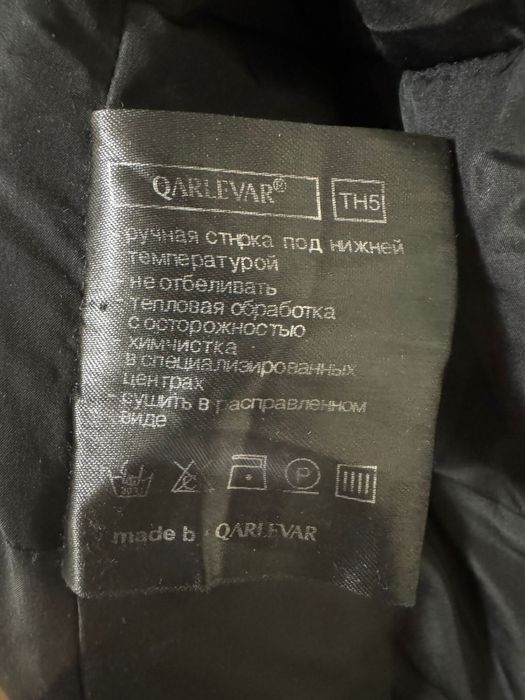 QARLEVAR® TH5
ручная стирка под нижней
температурой
- не отбеливать
- тепловая обработка
с осторожностью
химчистка
в специализированных
центрах
- сушить в расправленном
виде
made by QARLEVAR